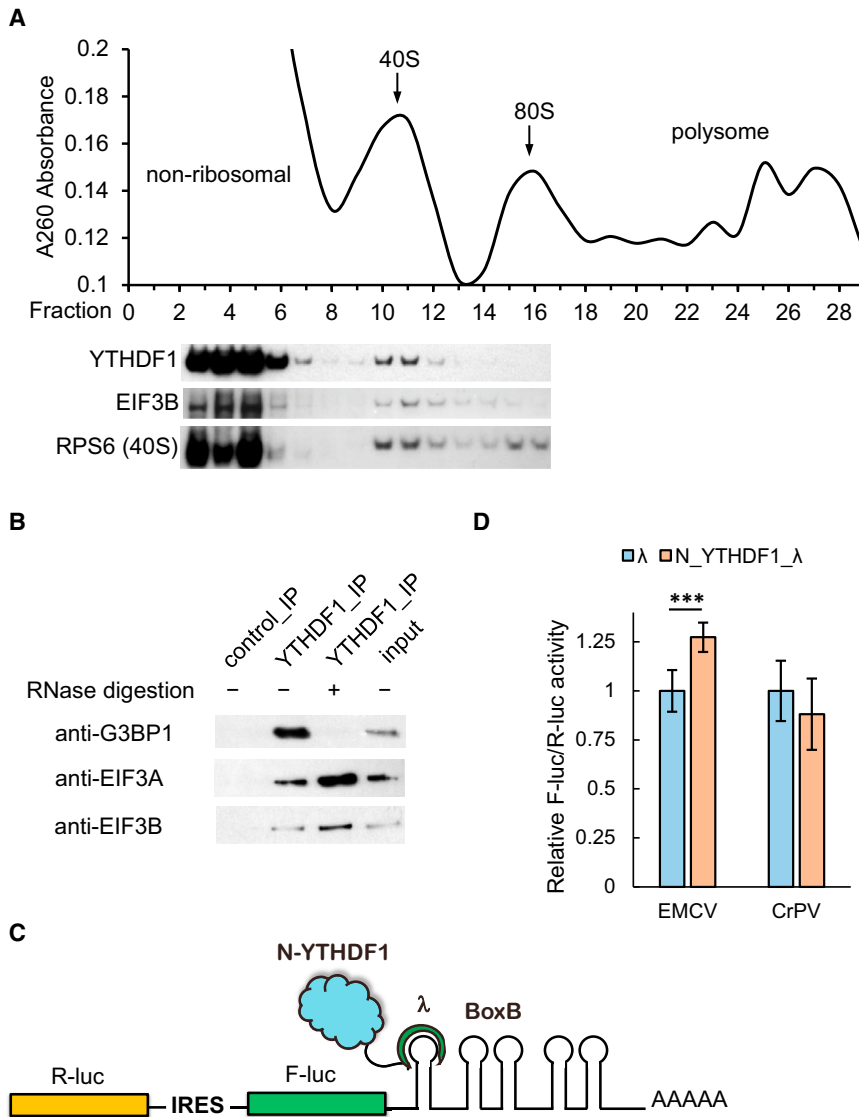 A
0.2
0.18
0.16
0.14
0.12
0.1
A260 Absorbance
non-ribosomal
40S
80S
polysome
Fraction
0 2 4 6 8 10 12 14 16 18 20 22 24 26 28
YTHDF1
EIF3B
RPS6 (40S)
B
control_IP
YTHDF1_IP
YTHDF1_IP
input
RNase digestion – – + –
anti-G3BP1
anti-EIF3A
anti-EIF3B
D
λ N_YTHDF1_λ
***
Relative F-luc/R-luc activity
1.25
1
0.75
0.5
0.25
0
EMCV CrPV
C
N-YTHDF1
λ BoxB
R-luc
IRES
F-luc
AAAAA